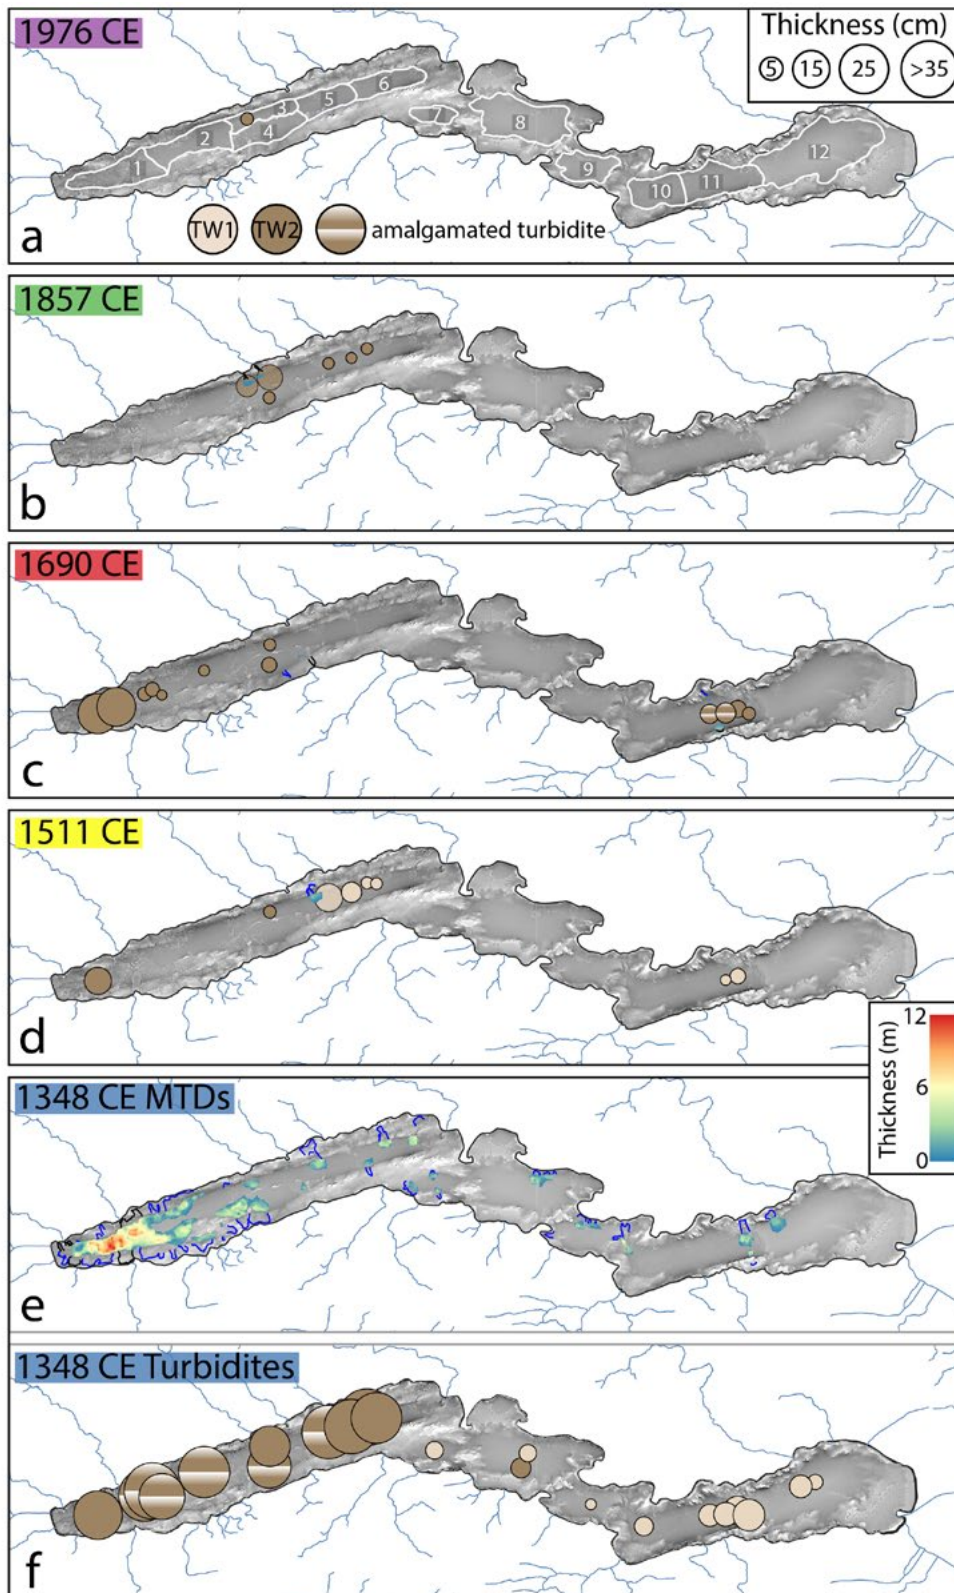 1976 CE
Thickness (cm)
5 15 25 >35
1 2 3 4 5 6 7 8 9 10 11 12
TW1 TW2 amalgamated turbidite
a
1857 CE
b
1690 CE
c
1511 CE
d
Thickness (m)
12
6
0
1348 CE MTDs
e
1348 CE Turbidites
f